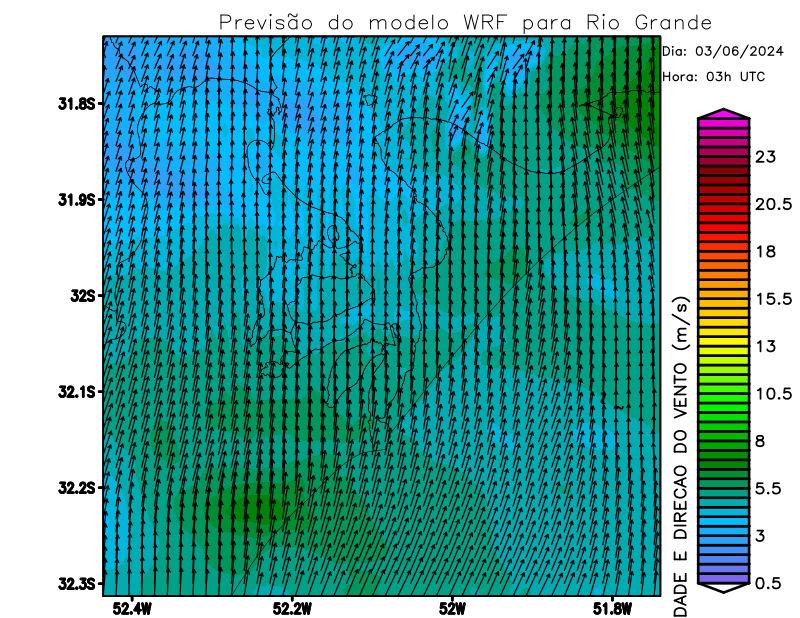 Previsão do modelo WRF para Rio Grande
Dia: 03/06/2024
Hora: 03h UTC
31.8S
31.9S
32S
32.1S
32.2S
32.3S
52.4W
52.2W
52W
51.8W
23
20.5
18
15.5
13
10.5
8
5.5
3
0.5
DADE E DIRECAO DO VENTO (m/s)